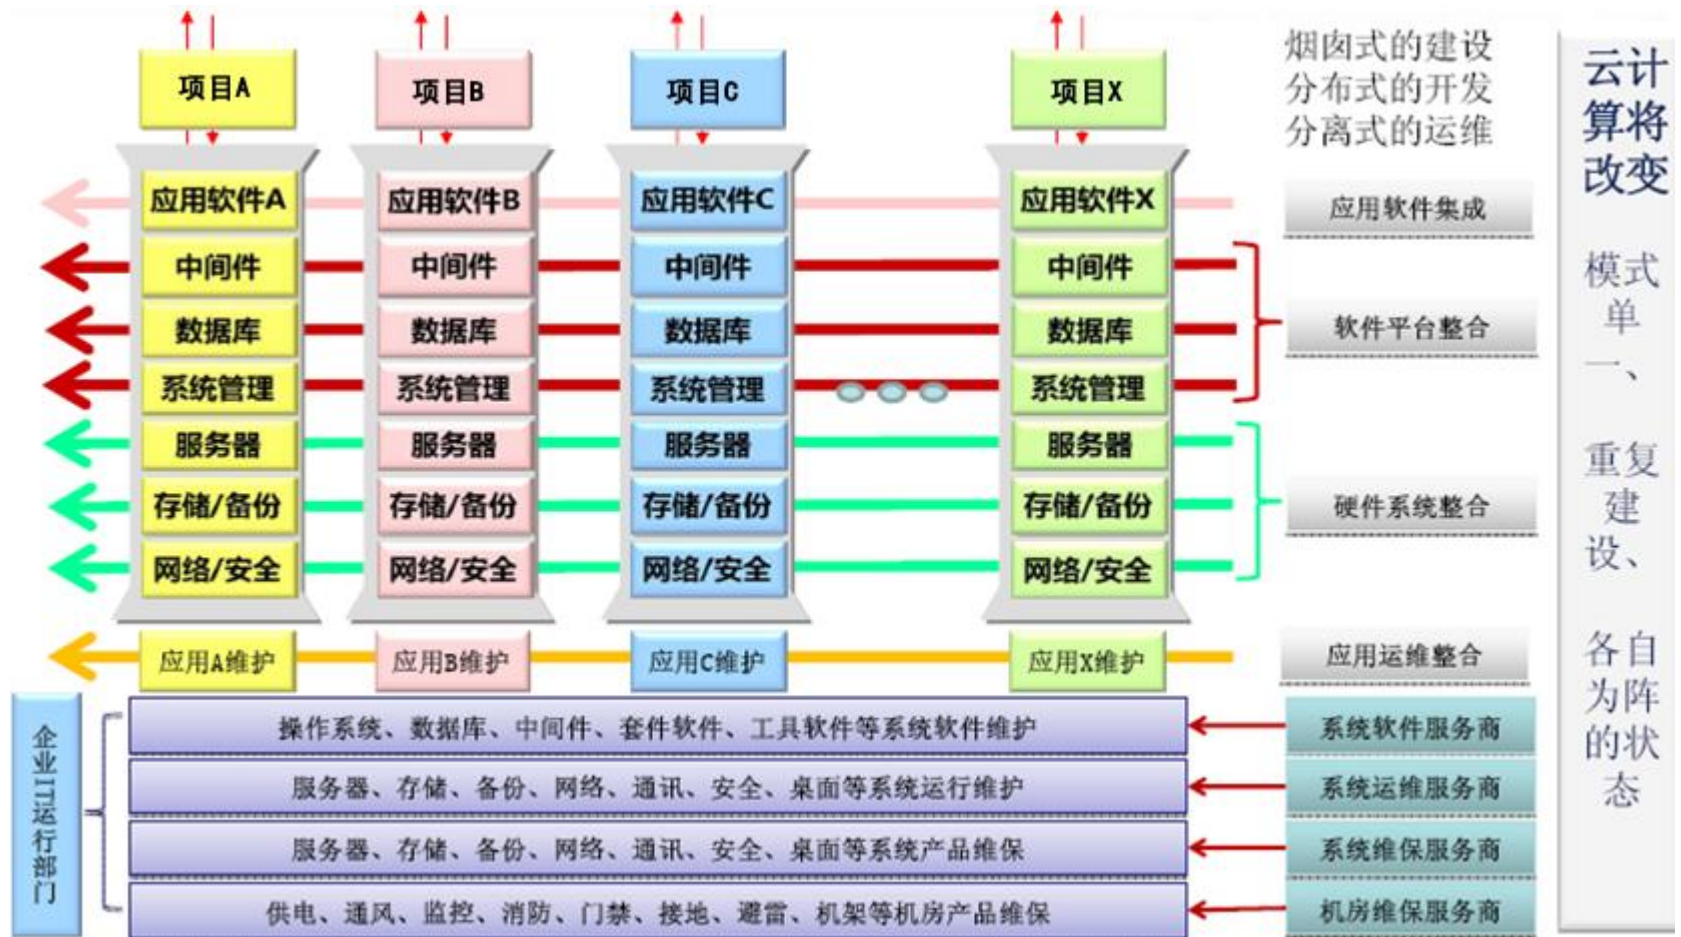 项目A
项目B
项目C
项目X
烟囱式的建设
分布式的开发
分离式的运维
应用软件A
应用软件B
应用软件C
应用软件X
应用软件集成
中间件
中间件
中间件
中间件
数据库
数据库
数据库
数据库
软件平台整合
系统管理
系统管理
系统管理
系统管理
服务器
服务器
服务器
服务器
存储/备份
存储/备份
存储/备份
存储/备份
硬件系统整合
网络/安全
网络/安全
网络/安全
网络/安全
应用A维护
应用B维护
应用C维护
应用X维护
应用运维整合
企业IT运行部门
操作系统、数据库、中间件、套件软件、工具软件等系统软件维护
系统软件服务商
服务器、存储、备份、网络、通讯、安全、桌面等系统运行维护
系统运维服务商
服务器、存储、备份、网络、通讯、安全、桌面等系统产品维保
系统维保服务商
供电、通风、监控、消防、门禁、接地、避雷、机架等机房产品维保
机房维保服务商
云计
算将
改变
模式
单
一、
重复
建
设、
各自
为阵
的状
态